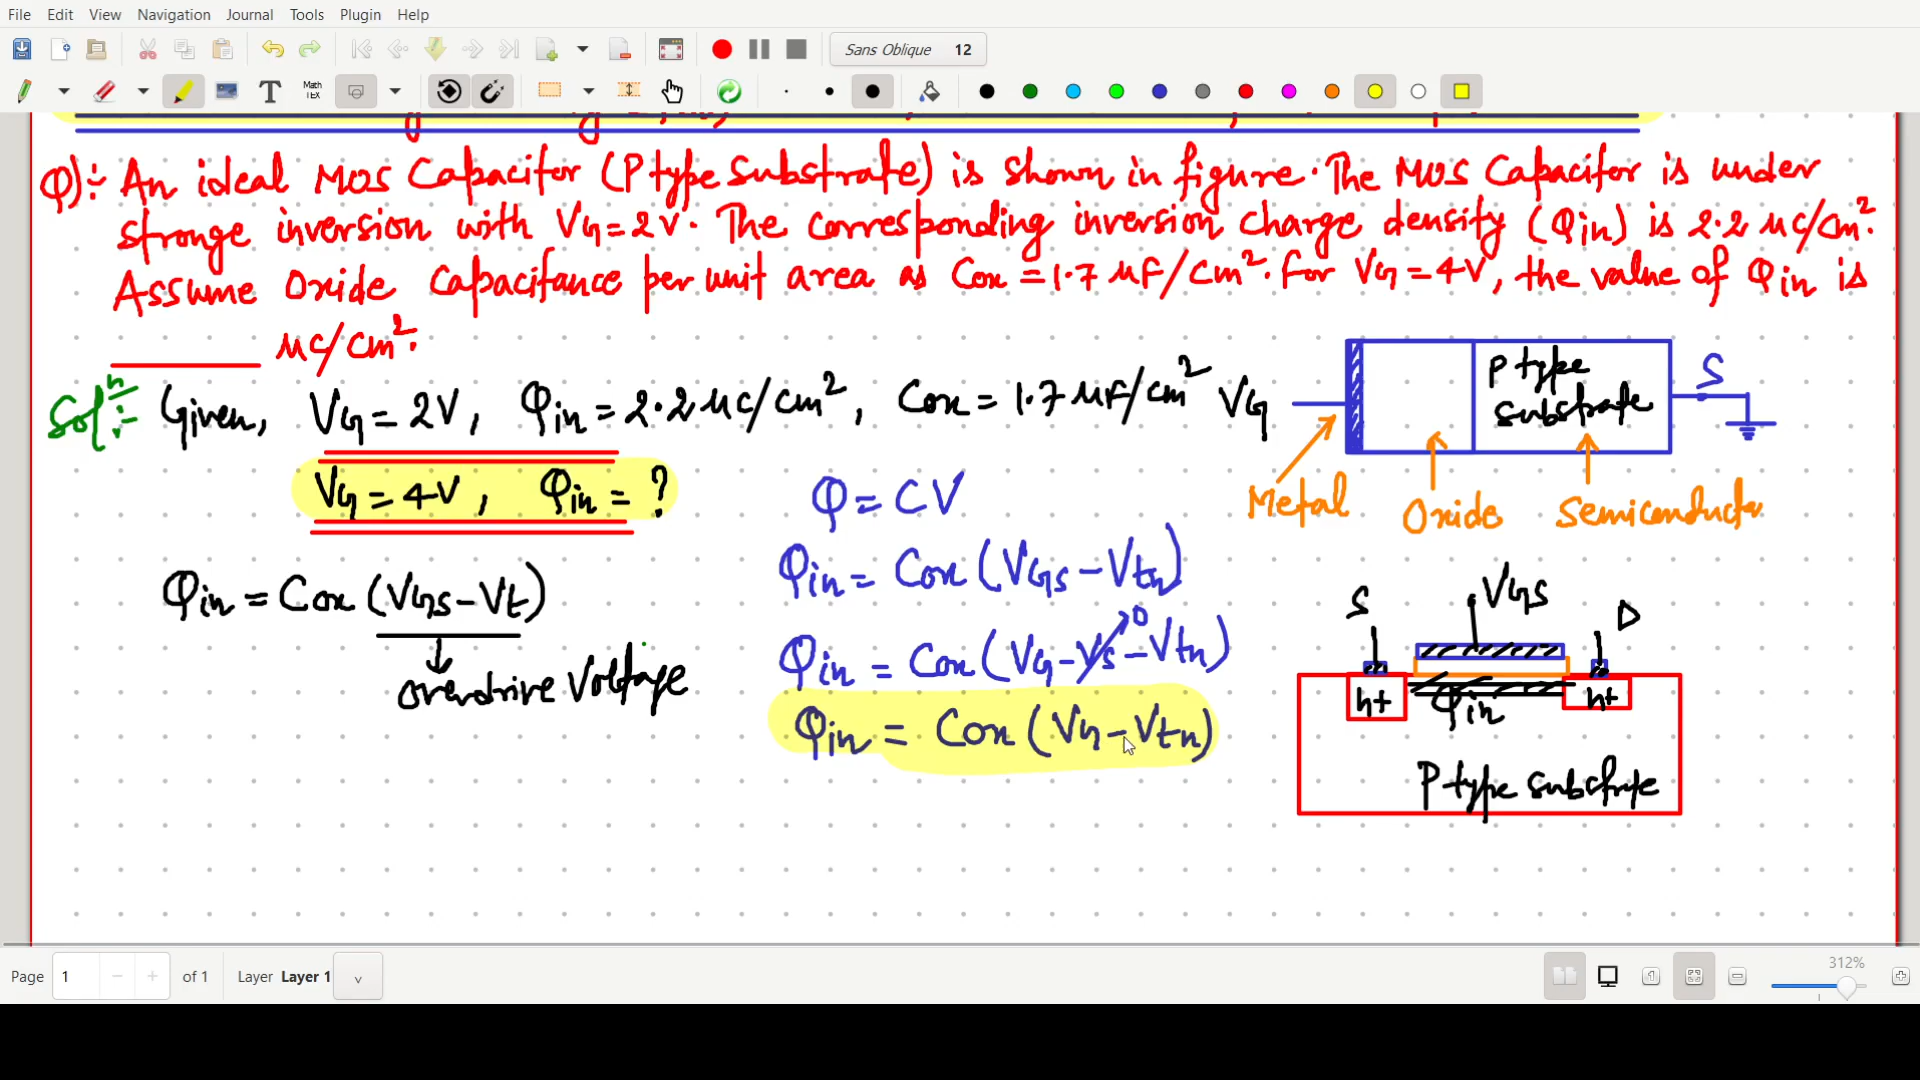 File Edit View Navigation Journal Tools Plugin Help
Sans Oblique 12
T Math TEX
Q):- An ideal MOS Capacitor (P type Substrate) is shown in figure. The MOS Capacitor is under
stronge inversion with VG = 2V. The corresponding inversion charge density (Qin) is 2.2 μc/cm².
Assume Oxide Capacitance per unit area as Cox = 1.7 μF/cm². For VG = 4V, the value of Qin is
______ μc/cm².
Solⁿ:- Given, VG = 2V, Qin = 2.2 μc/cm², Cox = 1.7 μF/cm²
VG = 4V, Qin = ?
Qin = Cox (VGS - Vt)
overdrive Voltage
Q = CV
Qin = Cox (VGS - Vtn)
Qin = Cox (VG - Vs - Vtn)
0
Qin = Cox (VG - Vtn)
VG
P type
substrate
S
Metal
Oxide
Semiconductor
S
VGS
D
n+
Qin
n+
P type substrate
Page 1 of 1 Layer Layer 1
312%